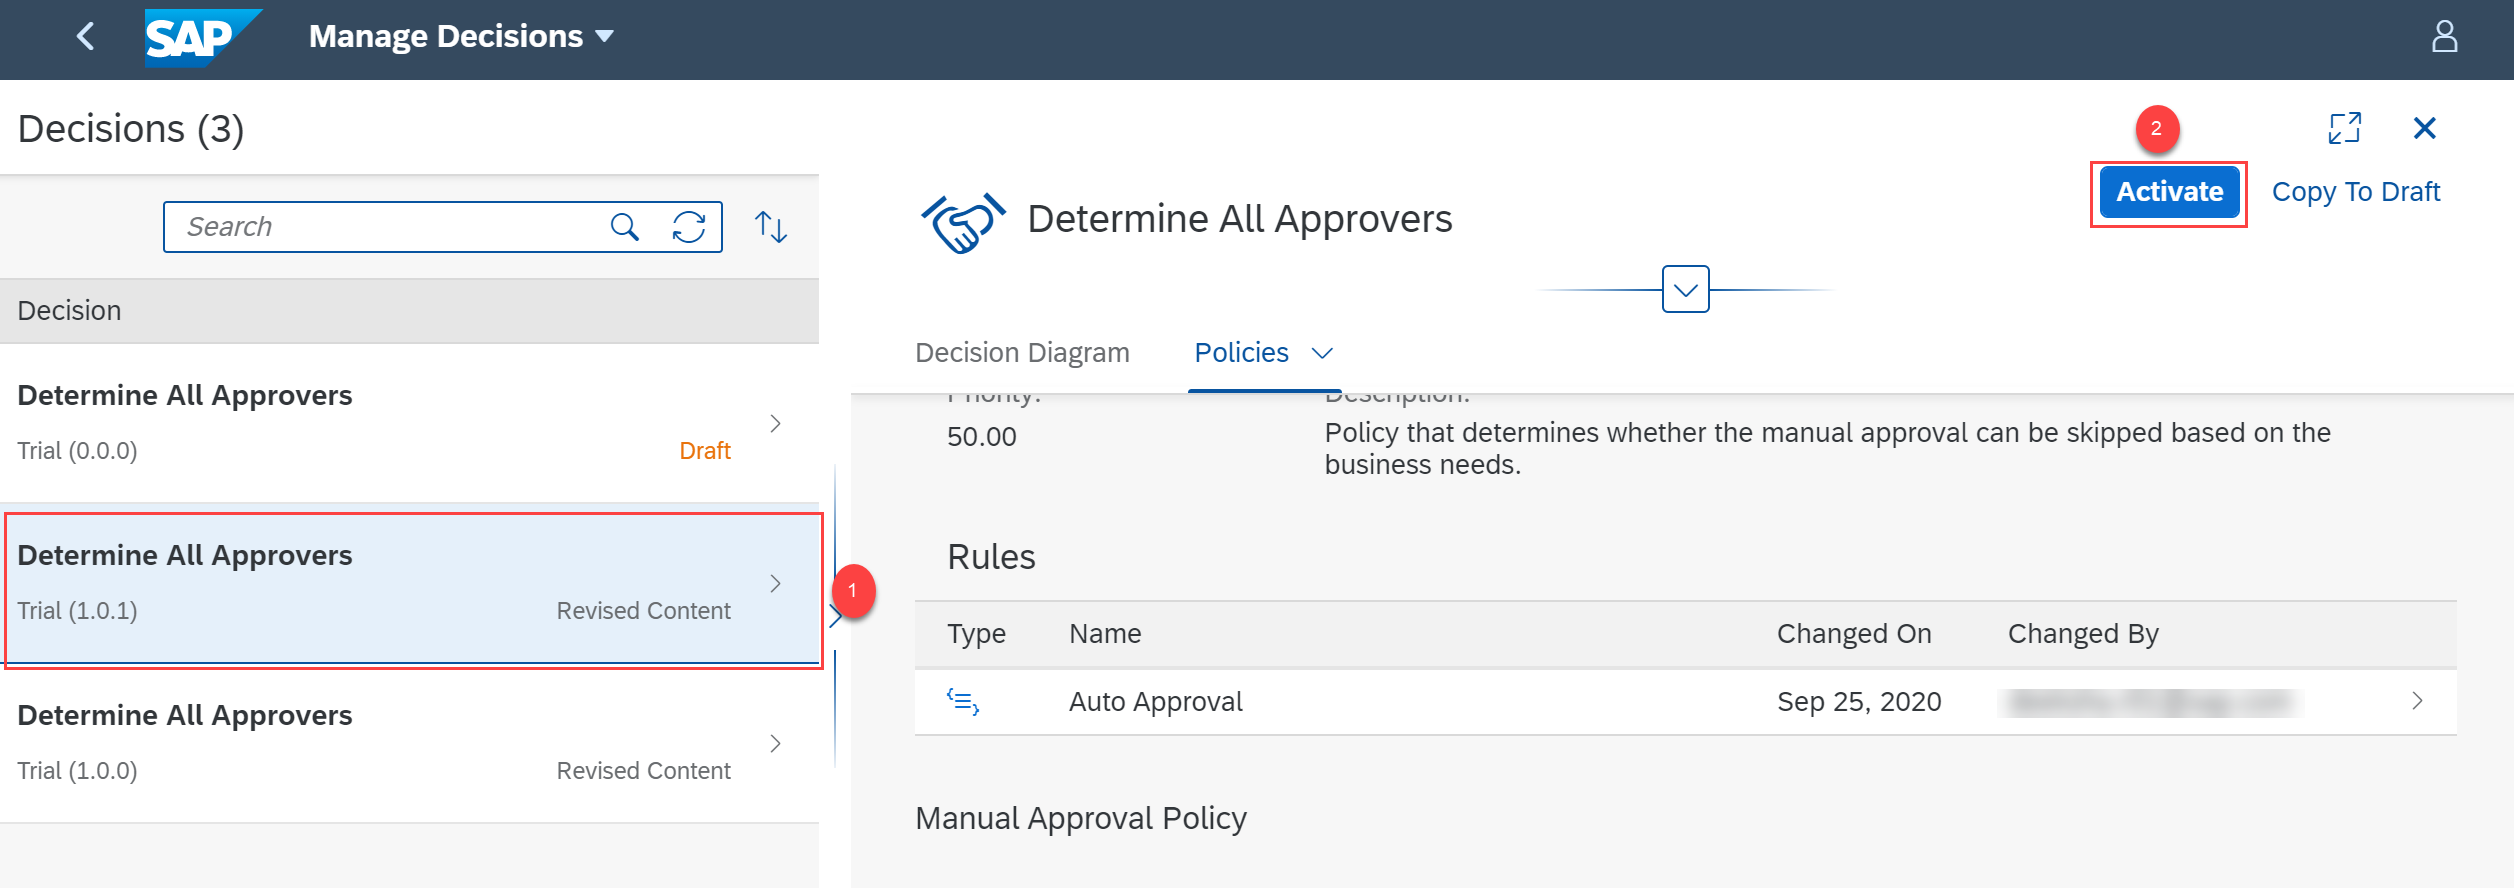 SAP Manage Decisions
Decisions (3)
Search
Decision
Determine All Approvers
Trial (0.0.0) Draft
Determine All Approvers
Trial (1.0.1) Revised Content
1
Determine All Approvers
Trial (1.0.0) Revised Content
2
Activate Copy To Draft
Determine All Approvers
Decision Diagram Policies
Priority: Description:
50.00 Policy that determines whether the manual approval can be skipped based on the
business needs.
Rules
Type Name Changed On Changed By
Auto Approval Sep 25, 2020
Manual Approval Policy